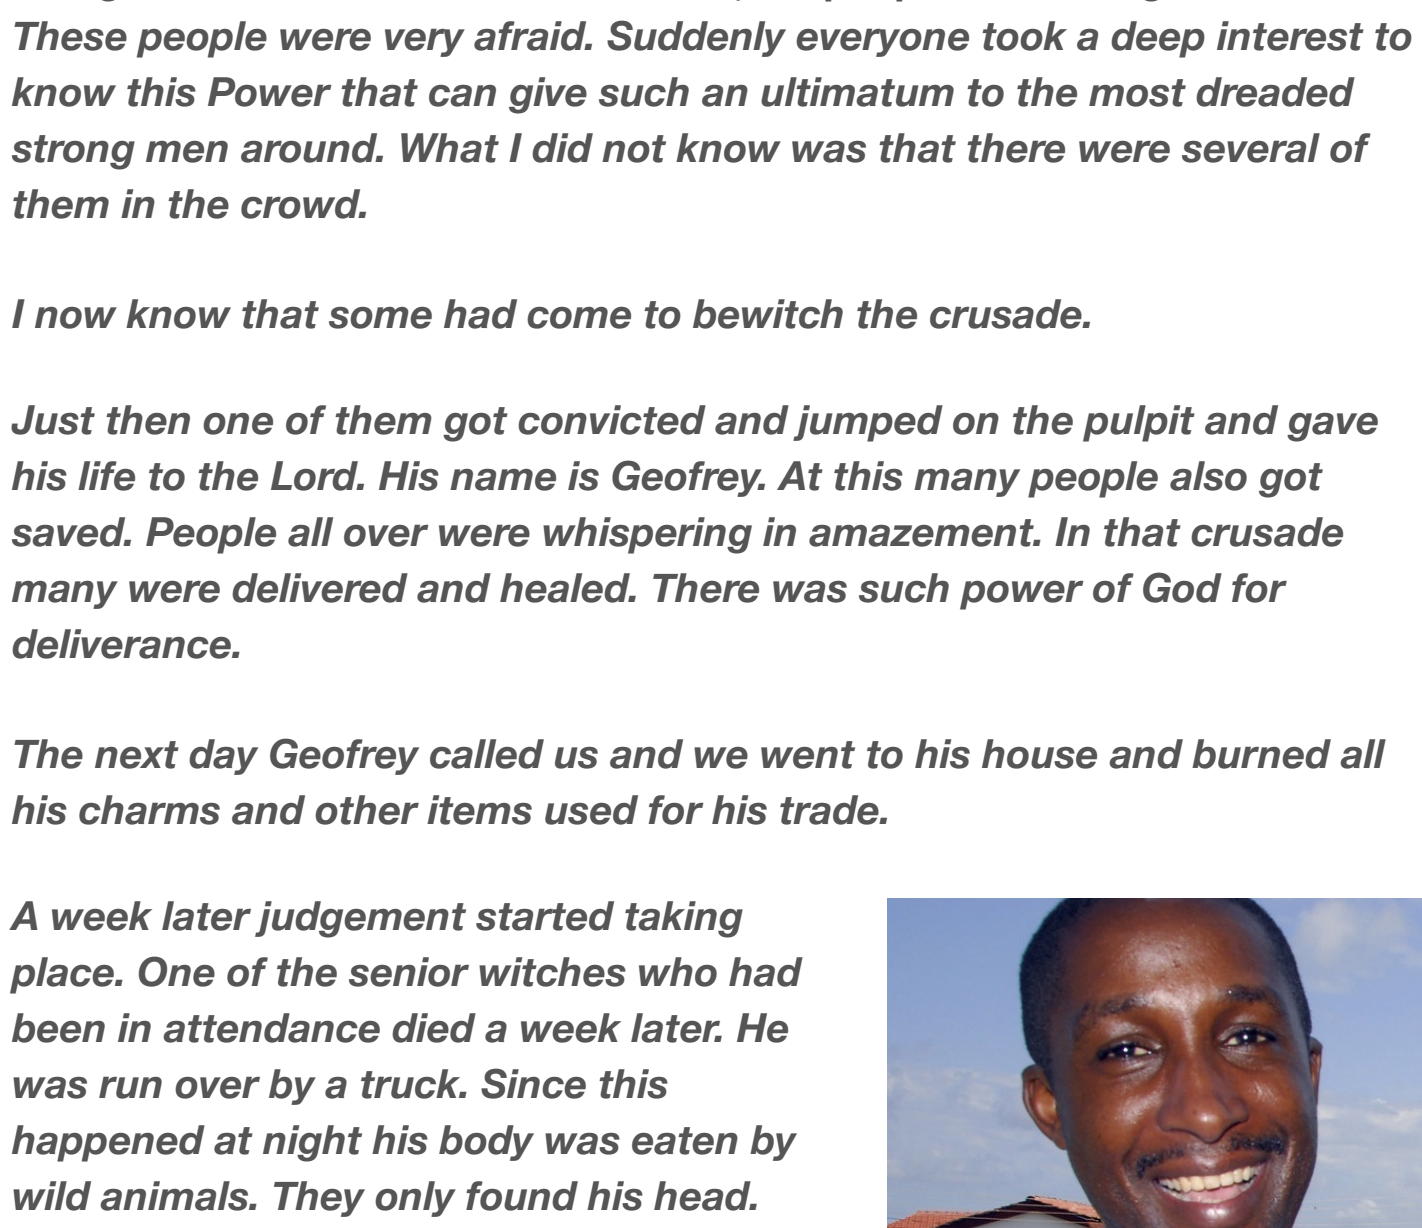 These people were very afraid. Suddenly everyone took a deep interest to
know this Power that can give such an ultimatum to the most dreaded
strong men around. What I did not know was that there were several of
them in the crowd.
I now know that some had come to bewitch the crusade.
Just then one of them got convicted and jumped on the pulpit and gave
his life to the Lord. His name is Geofrey. At this many people also got
saved. People all over were whispering in amazement. In that crusade
many were delivered and healed. There was such power of God for
deliverance.
The next day Geofrey called us and we went to his house and burned all
his charms and other items used for his trade.
A week later judgement started taking
place. One of the senior witches who had
been in attendance died a week later. He
was run over by a truck. Since this
happened at night his body was eaten by
wild animals. They only found his head.